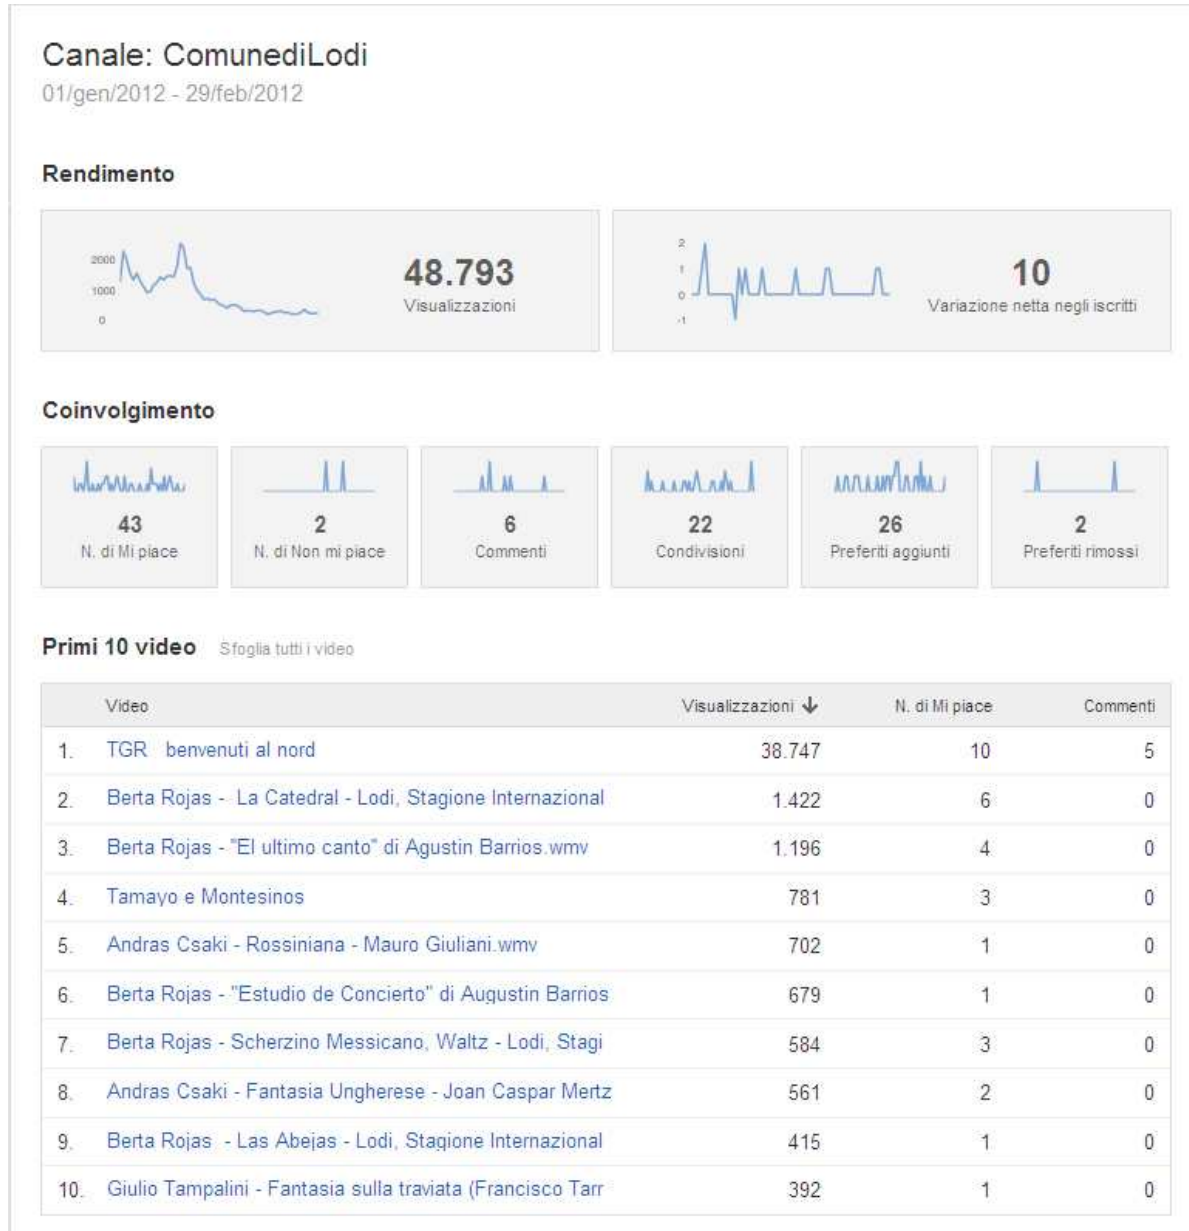 Canale: ComunediLodi
01/gen/2012 - 29/feb/2012
Rendimento
2000
1000
0
48.793
Visualizzazioni
2
1
0
-1
10
Variazione netta negli iscritti
Coinvolgimento
43
N. di Mi piace
2
N. di Non mi piace
6
Commenti
22
Condivisioni
26
Preferiti aggiunti
2
Preferiti rimossi
Primi 10 video Sfoglia tutti i video
Video Visualizzazioni N. di Mi piace Commenti
1. TGR benvenuti al nord 38.747 10 5
2. Berta Rojas - La Catedral - Lodi, Stagione Internazional 1.422 6 0
3. Berta Rojas - "El ultimo canto" di Agustin Barrios.wmv 1.196 4 0
4. Tamayo e Montesinos 781 3 0
5. Andras Csaki - Rossiniana - Mauro Giuliani.wmv 702 1 0
6. Berta Rojas - "Estudio de Concierto" di Augustin Barrios 679 1 0
7. Berta Rojas - Scherzino Messicano, Waltz - Lodi, Stagi 584 3 0
8. Andras Csaki - Fantasia Ungherese - Joan Caspar Mertz 561 2 0
9. Berta Rojas - Las Abejas - Lodi, Stagione Internazional 415 1 0
10. Giulio Tampalini - Fantasia sulla traviata (Francisco Tarr 392 1 0